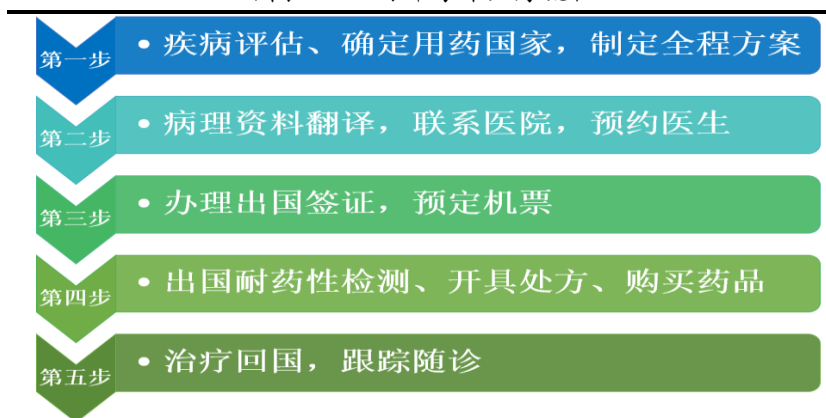 第一步
• 疾病评估、确定用药国家，制定全程方案
第二步
• 病理资料翻译，联系医院，预约医生
第三步
• 办理出国签证，预定机票
第四步
• 出国耐药性检测、开具处方、购买药品
第五步
• 治疗回国，跟踪随诊